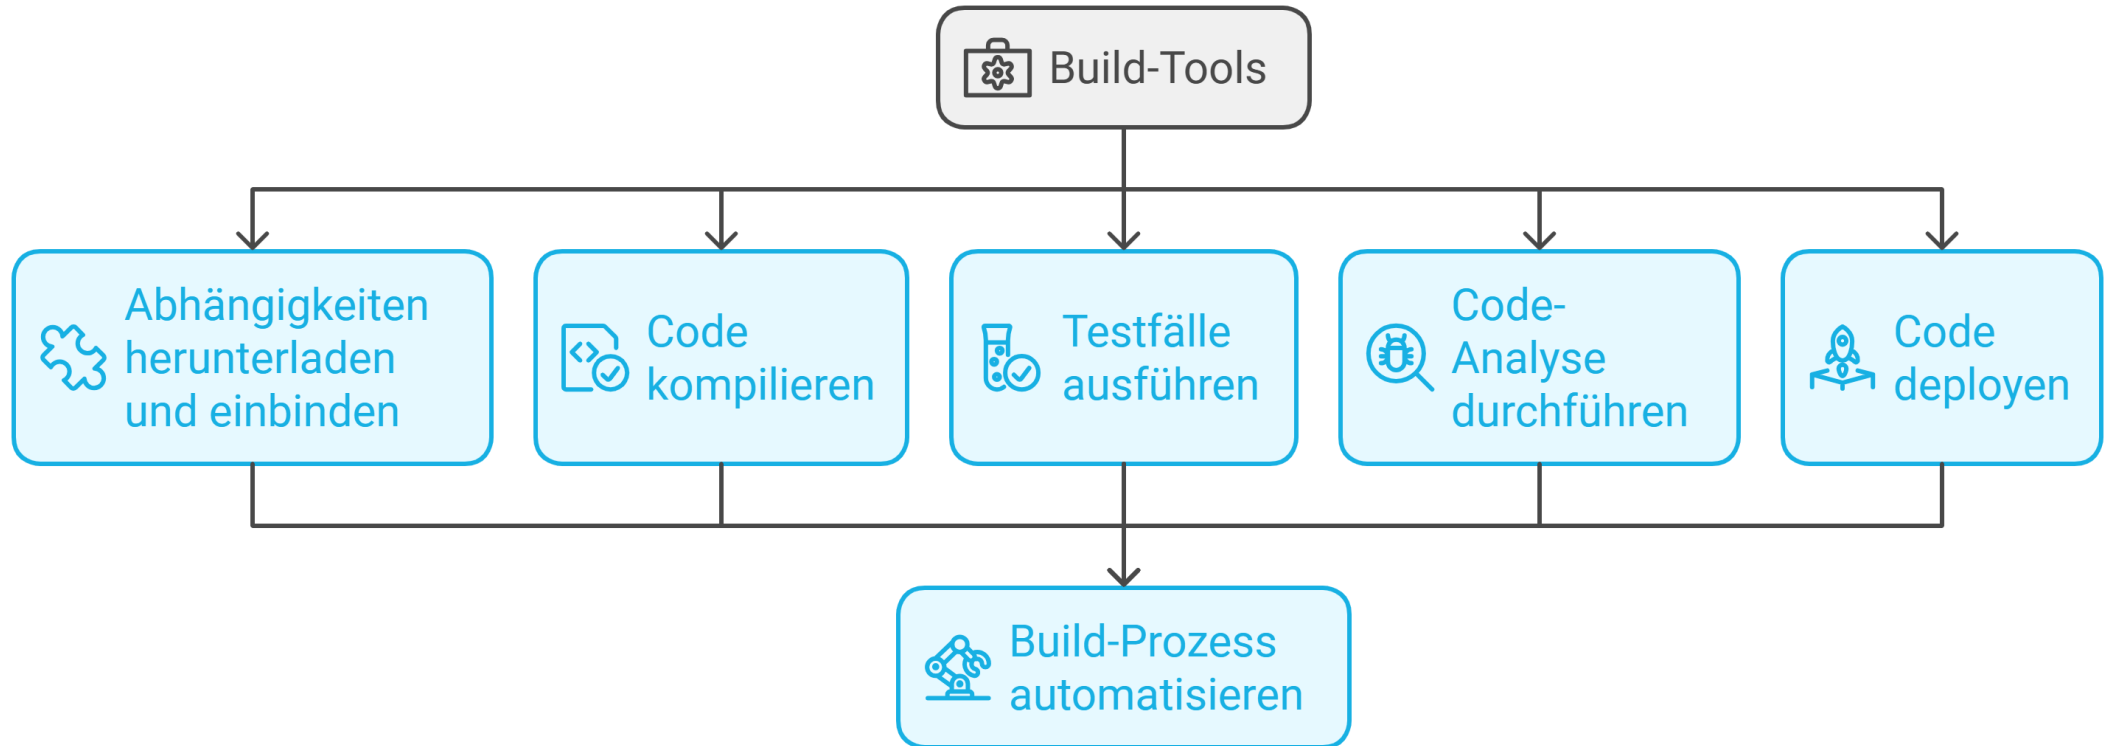 Build-Tools
Abhängigkeiten
herunterladen
und einbinden
Code
kompilieren
Testfälle
ausführen
Code-
Analyse
durchführen
Code
deployen
Build-Prozess
automatisieren